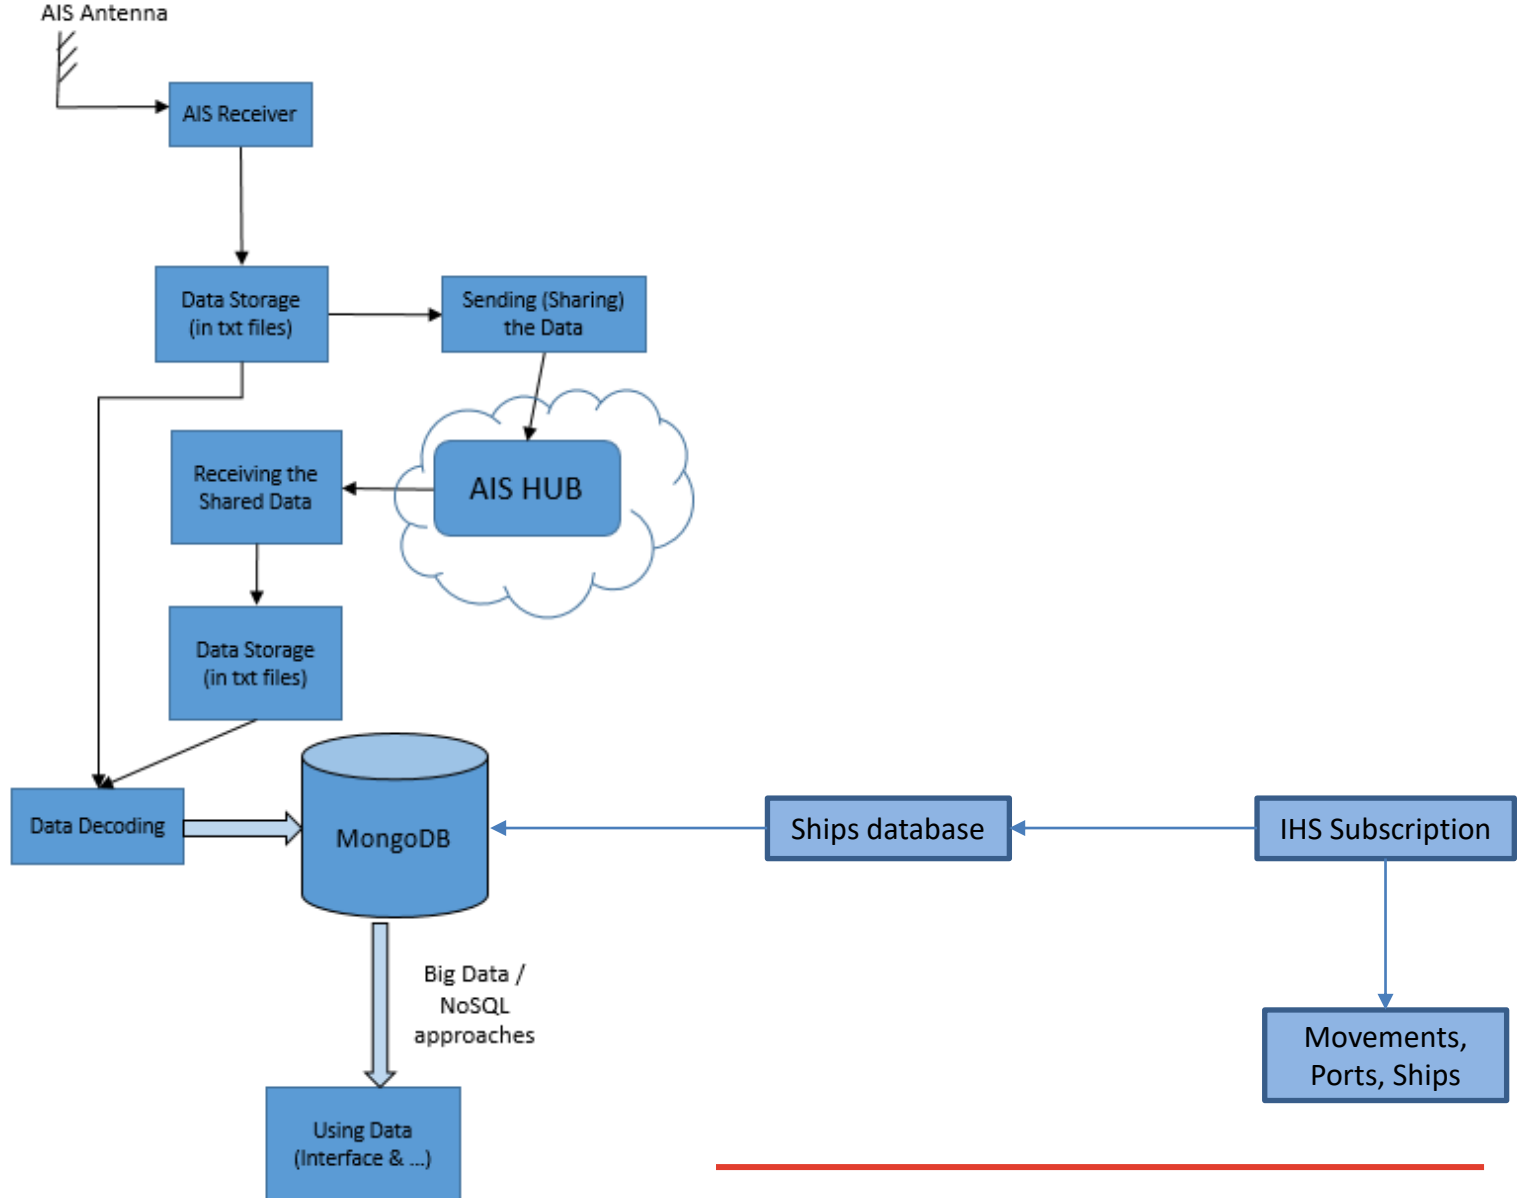 AIS Antenna
AIS Receiver
Data Storage
(in txt files)
Sending (Sharing)
the Data
Receiving the
Shared Data
AIS HUB
Data Storage
(in txt files)
Data Decoding
MongoDB
Ships database
IHS Subscription
Big Data /
NoSQL
approaches
Movements,
Ports, Ships
Using Data
(Interface & ...)